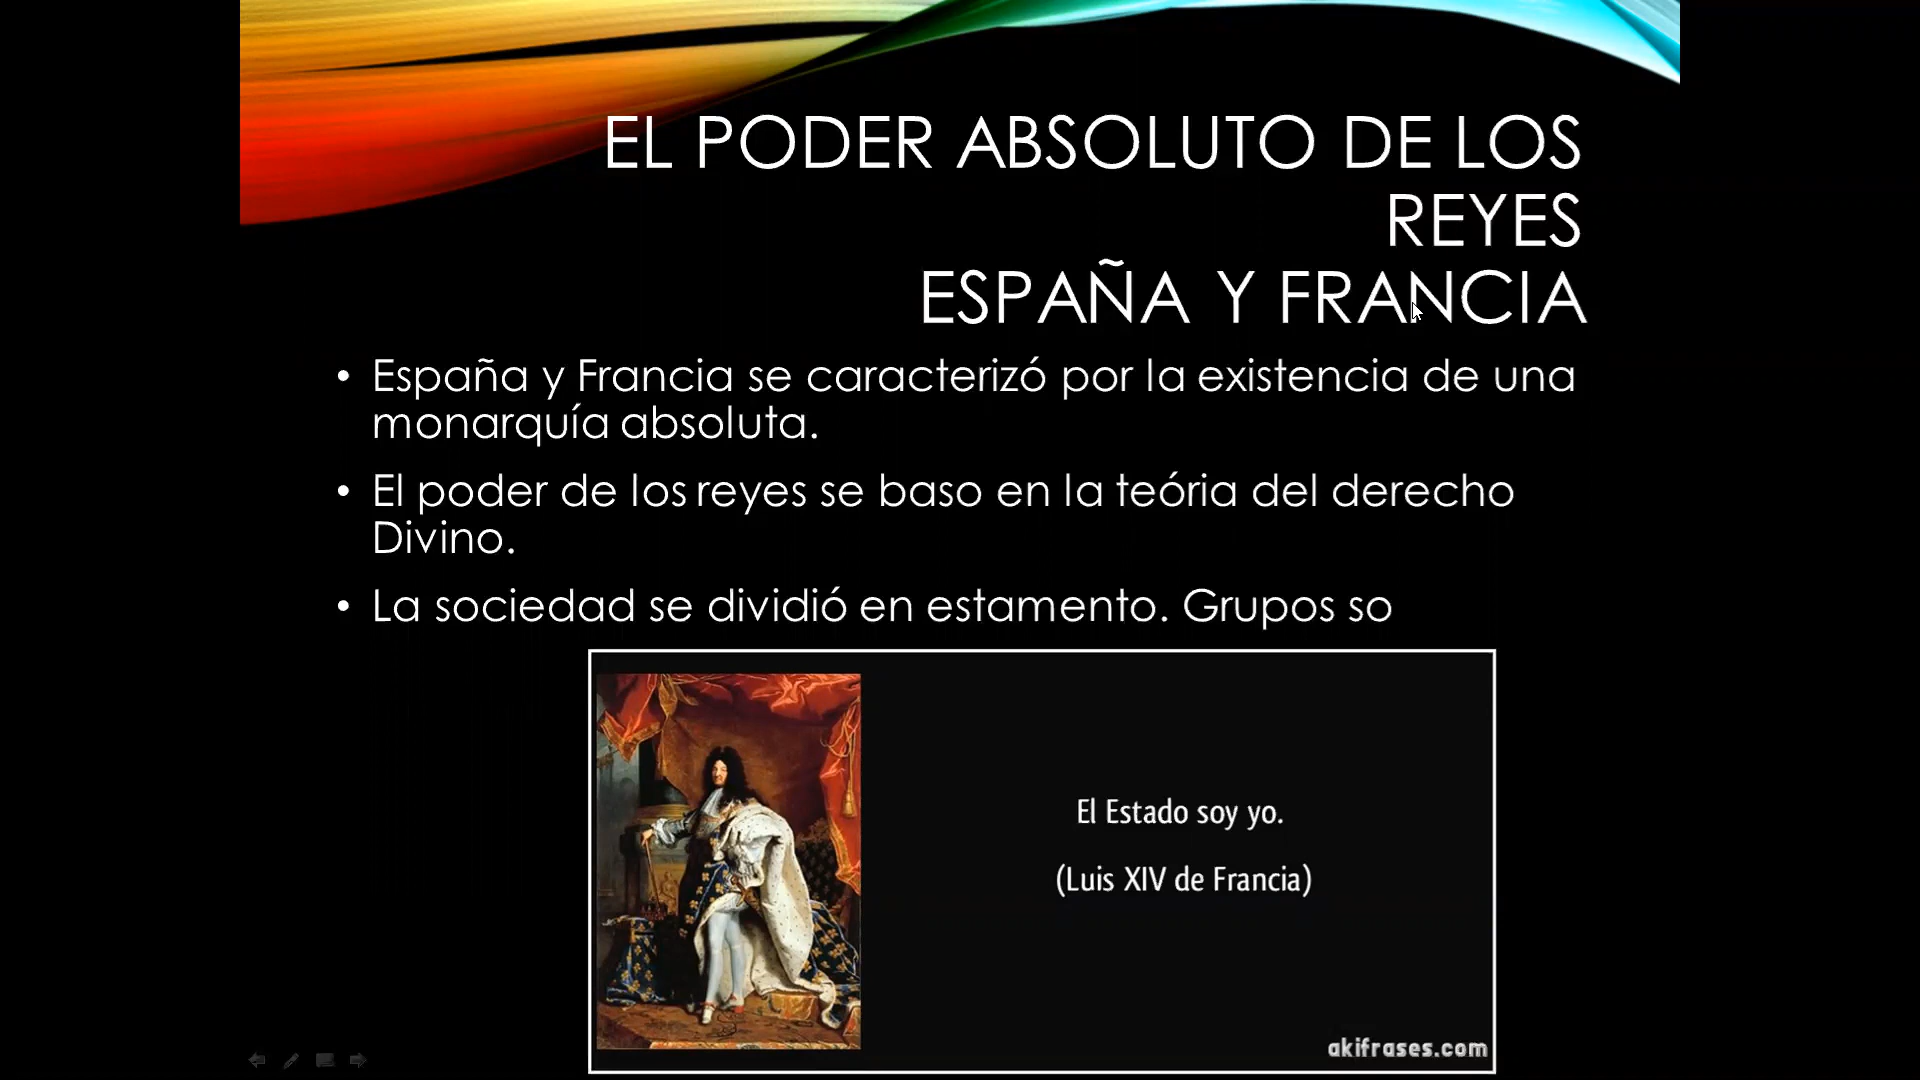 EL PODER ABSOLUTO DE LOS
REYES
ESPAÑA Y FRANCIA
• España y Francia se caracterizó por la existencia de una
monarquía absoluta.
• El poder de los reyes se baso en la teória del derecho
Divino.
• La sociedad se dividió en estamento. Grupos so
El Estado soy yo.
(Luis XIV de Francia)
akifrases.com